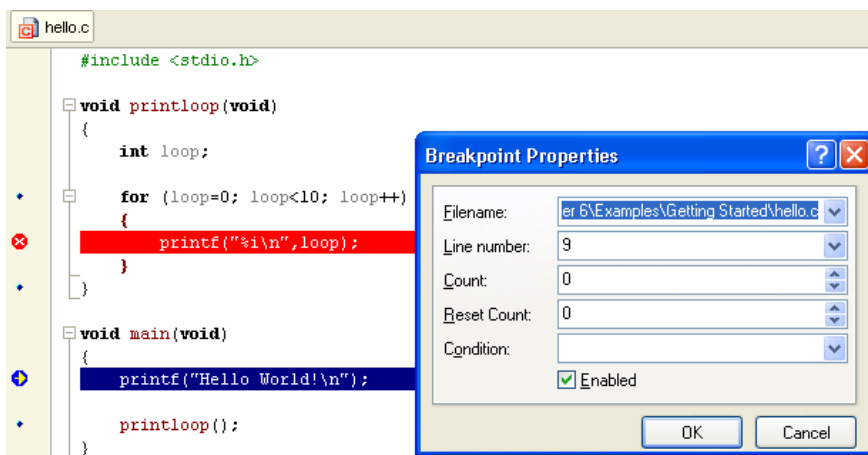 hello.c
#include <stdio.h>
void printloop(void)
{
int loop;
for (loop=0; loop<10; loop++)
{
printf("%i\n",loop);
}
}
void main(void)
{
printf("Hello World!\n");
printloop();
}
Breakpoint Properties
Filename: er 6\Examples\Getting Started\hello.c
Line number: 9
Count: 0
Reset Count: 0
Condition:
Enabled
OK Cancel